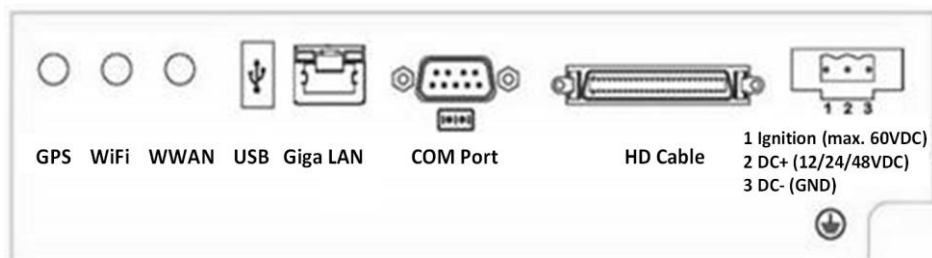 1 2 3
GPS WiFi WWAN USB Giga LAN COM Port HD Cable
1 Ignition (max. 60VDC)
2 DC+ (12/24/48VDC)
3 DC- (GND)